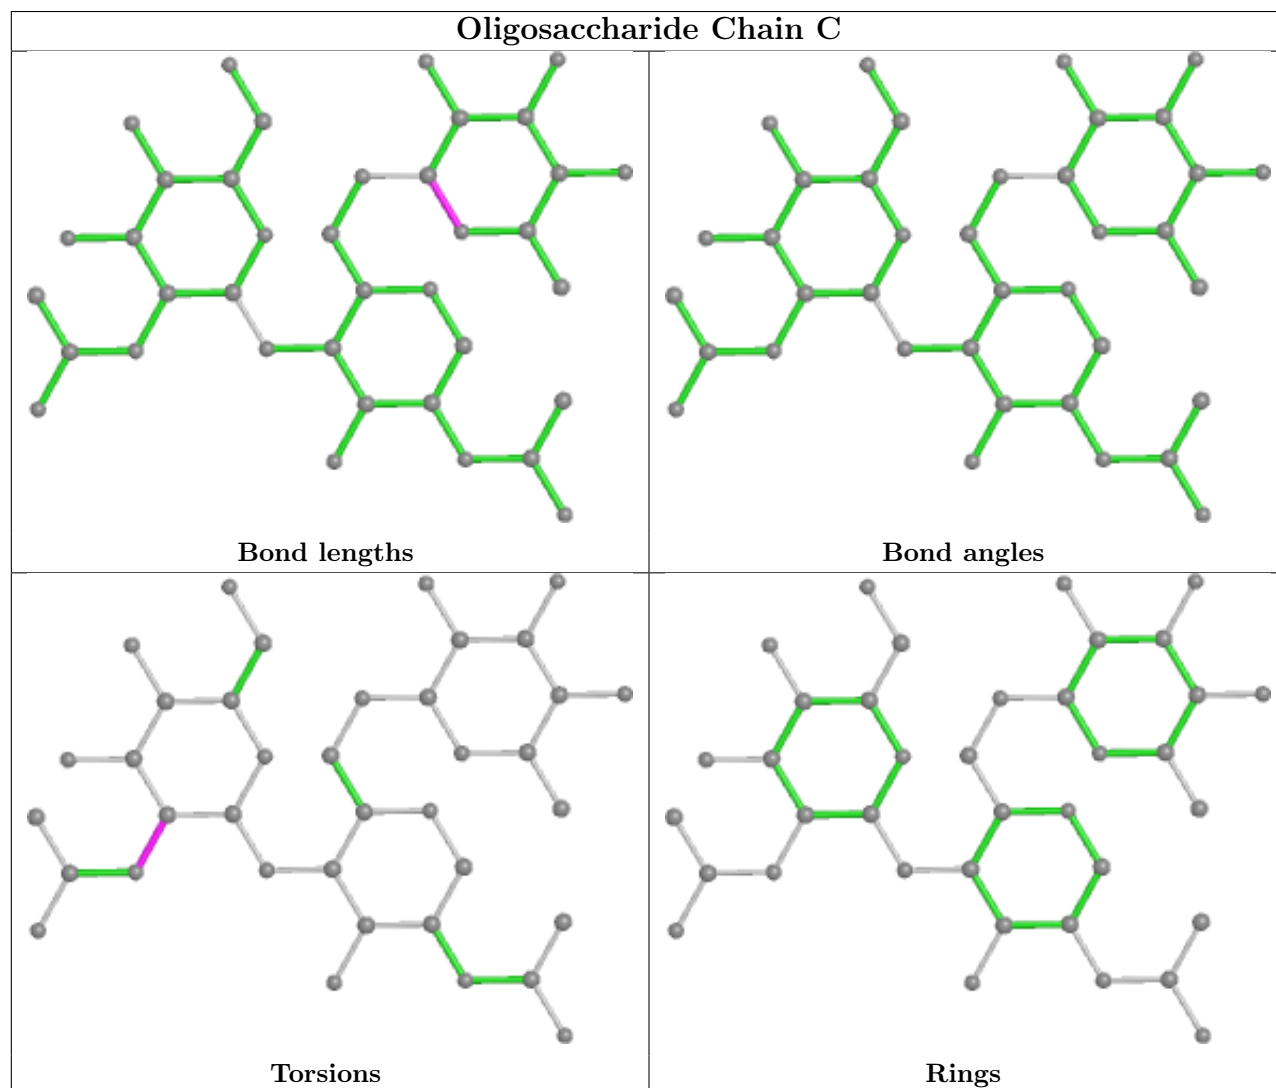 Oligosaccharide Chain C
Bond lengths
Bond angles
Torsions
Rings